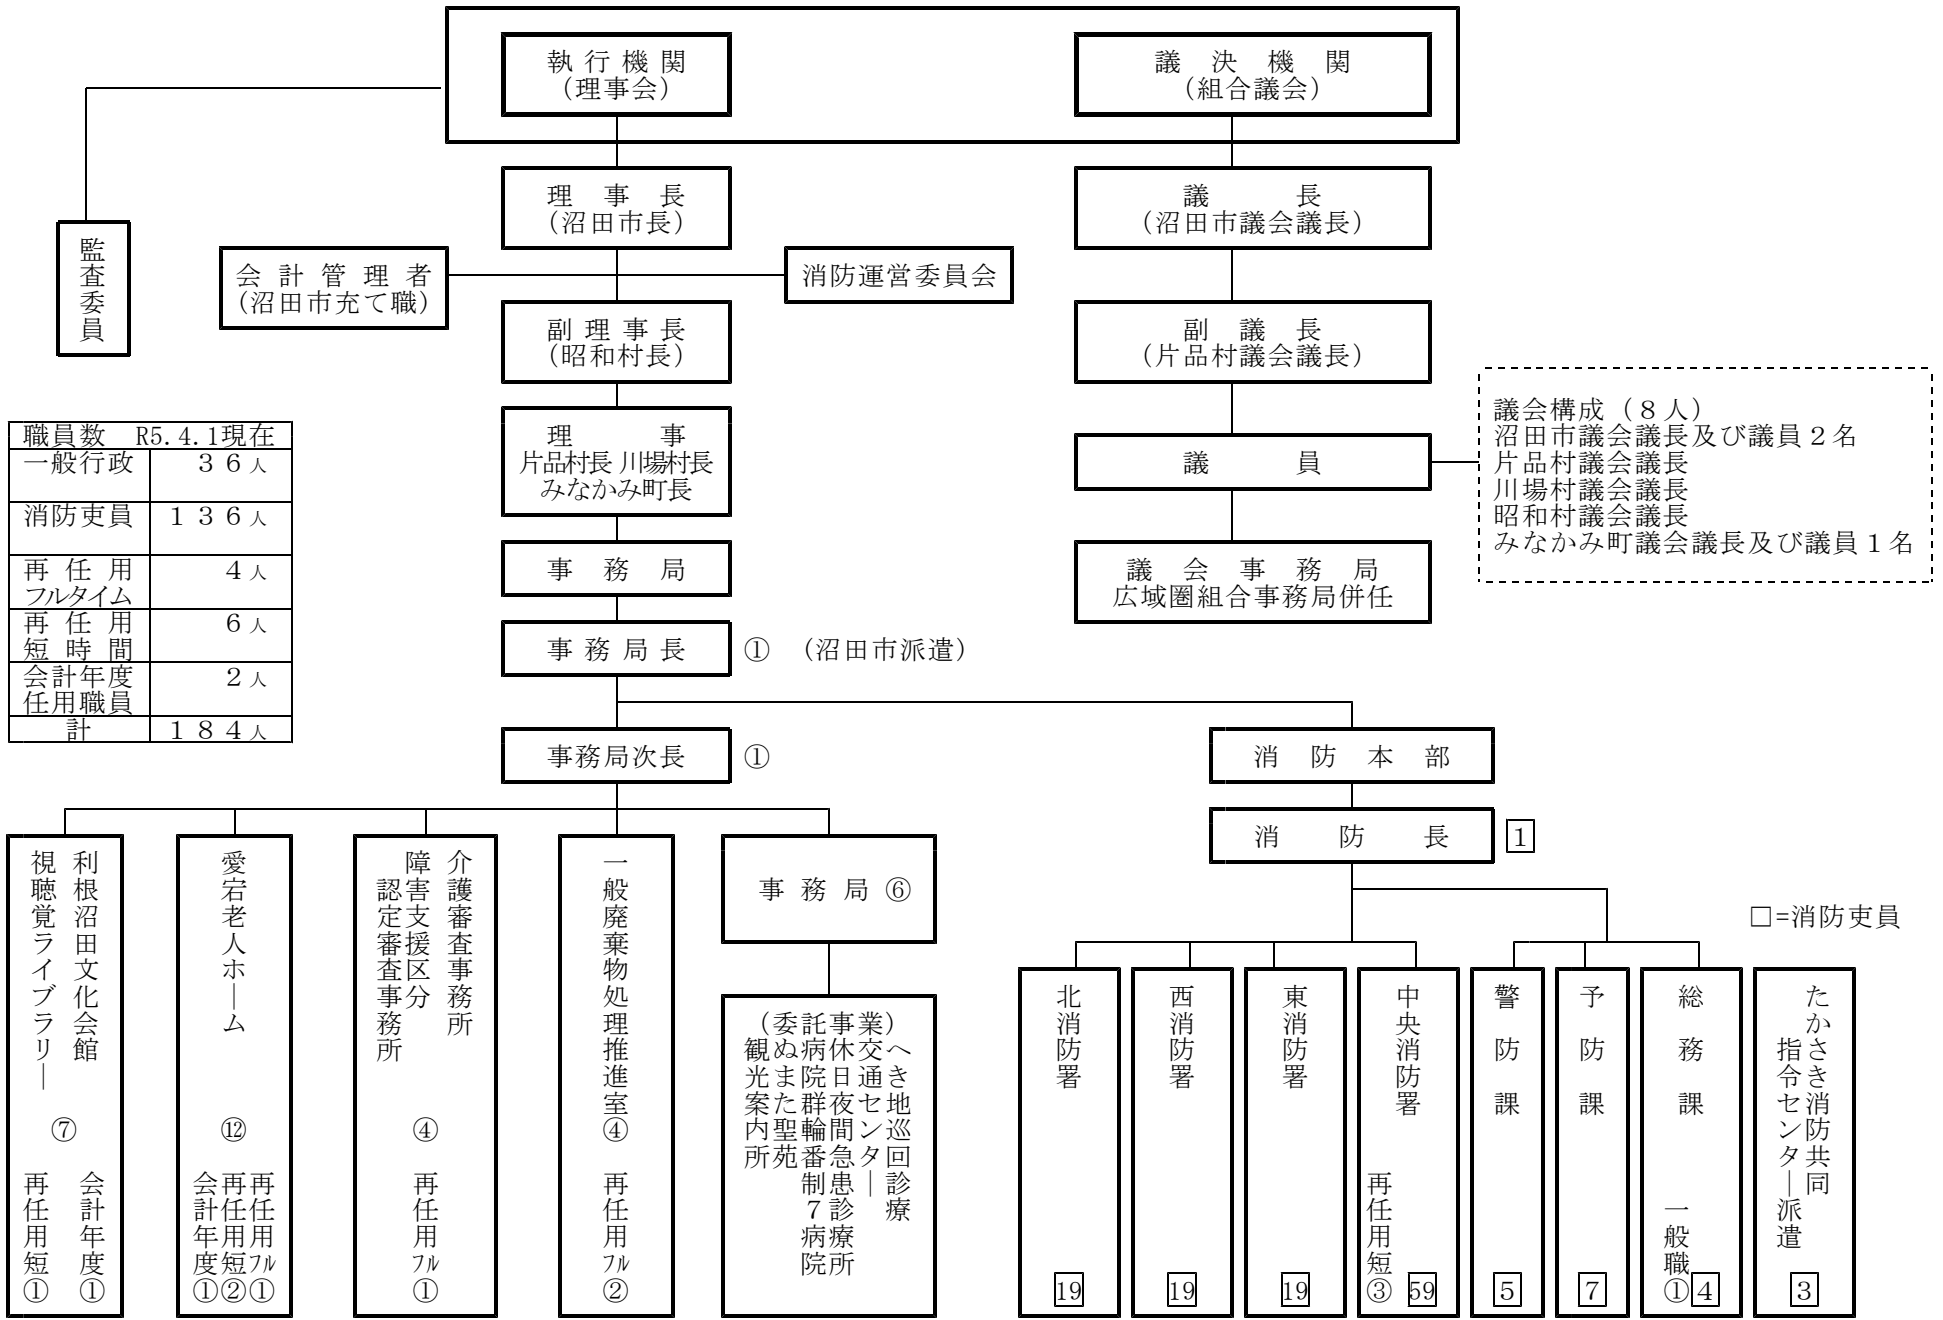 執行機関
（理事会）
議決機関
（組合議会）
理事長
（沼田市長）
議長
（沼田市議会議長）
監査委員
会計管理者
（沼田市充て職）
消防運営委員会
副理事長
（昭和村長）
副議長
（片品村議会議長）
理事
片品村長 川場村長
みなかみ町長
議員
議会構成（８人）
沼田市議会議長及び議員２名
片品村議会議長
川場村議会議長
昭和村議会議長
みなかみ町議会議長及び議員１名
職員数 R5.4.1現在
一般行政 ３６人
消防吏員 １３６人
再任用 ４人
フルタイム
再任用 ６人
短時間
会計年度 ２人
任用職員
計 １８４人
事務局
議会事務局
広域圏組合事務局併任
事務局長 ① （沼田市派遣）
事務局次長 ①
消防本部
消防長 1
□=消防吏員
利根沼田文化会館
視聴覚ライブラリー
⑦
会計年度①
再任用短①
愛宕老人ホーム
⑫
再任用フル①
再任用短②
会計年度①
介護審査事務所
障害支援区分
認定審査事務所
④
再任用フル①
一般廃棄物処理推進室④
再任用フル②
事務局⑥
（委託事業）
へき地巡回診療
交通センター
休日夜間急患診療所
病院群輪番制７病院
ぬまた聖苑
観光案内所
北消防署
19
西消防署
19
東消防署
19
中央消防署
再任用短③
59
警防課
5
予防課
7
総務課
一般職①
4
たかさき消防共同
指令センター派遣
3